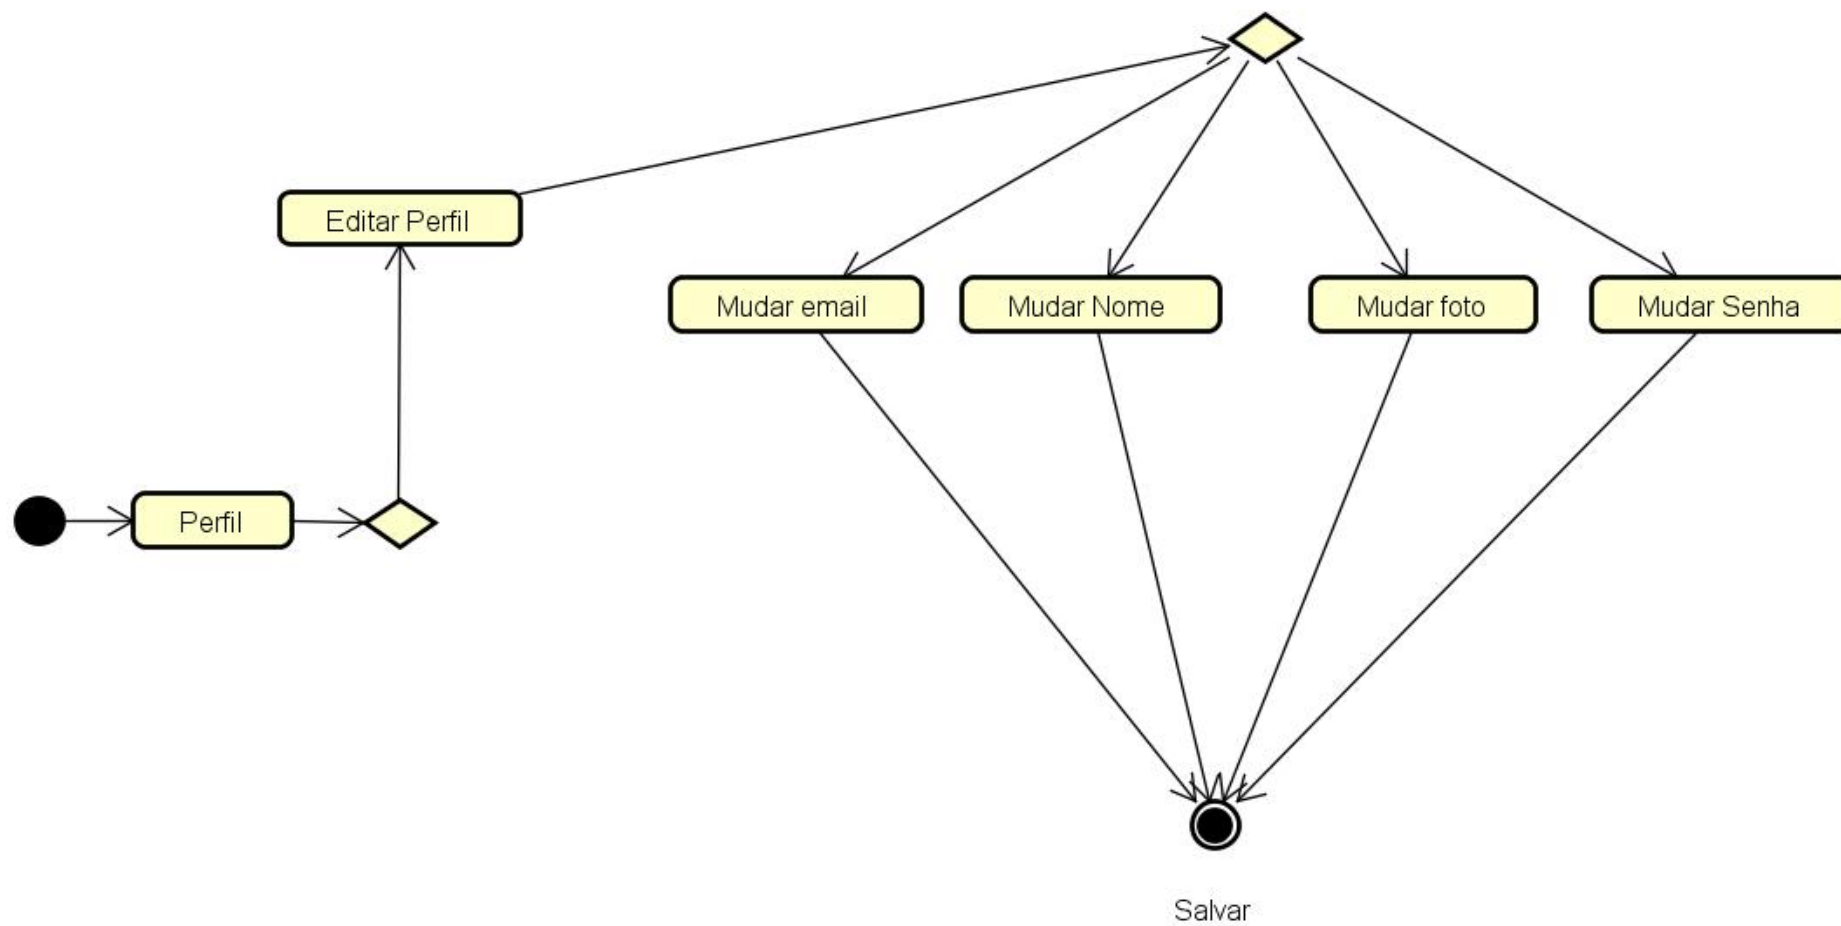 Editar Perfil
Mudar email
Mudar Nome
Mudar foto
Mudar Senha
Perfil
Salvar